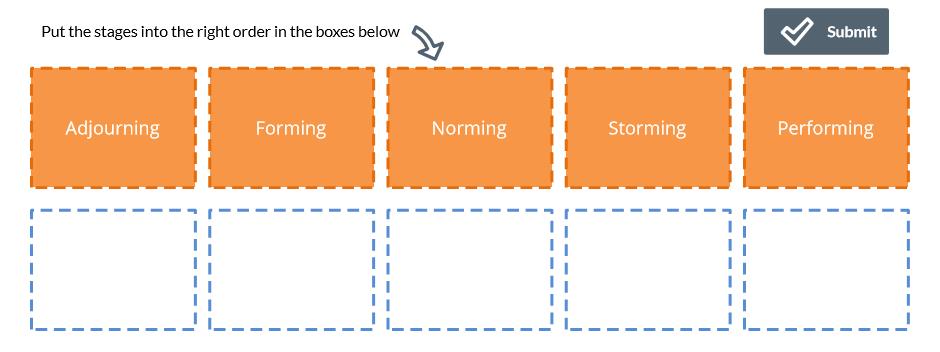 Put the stages into the right order in the boxes below
Submit
Adjourning
Forming
Norming
Storming
Performing